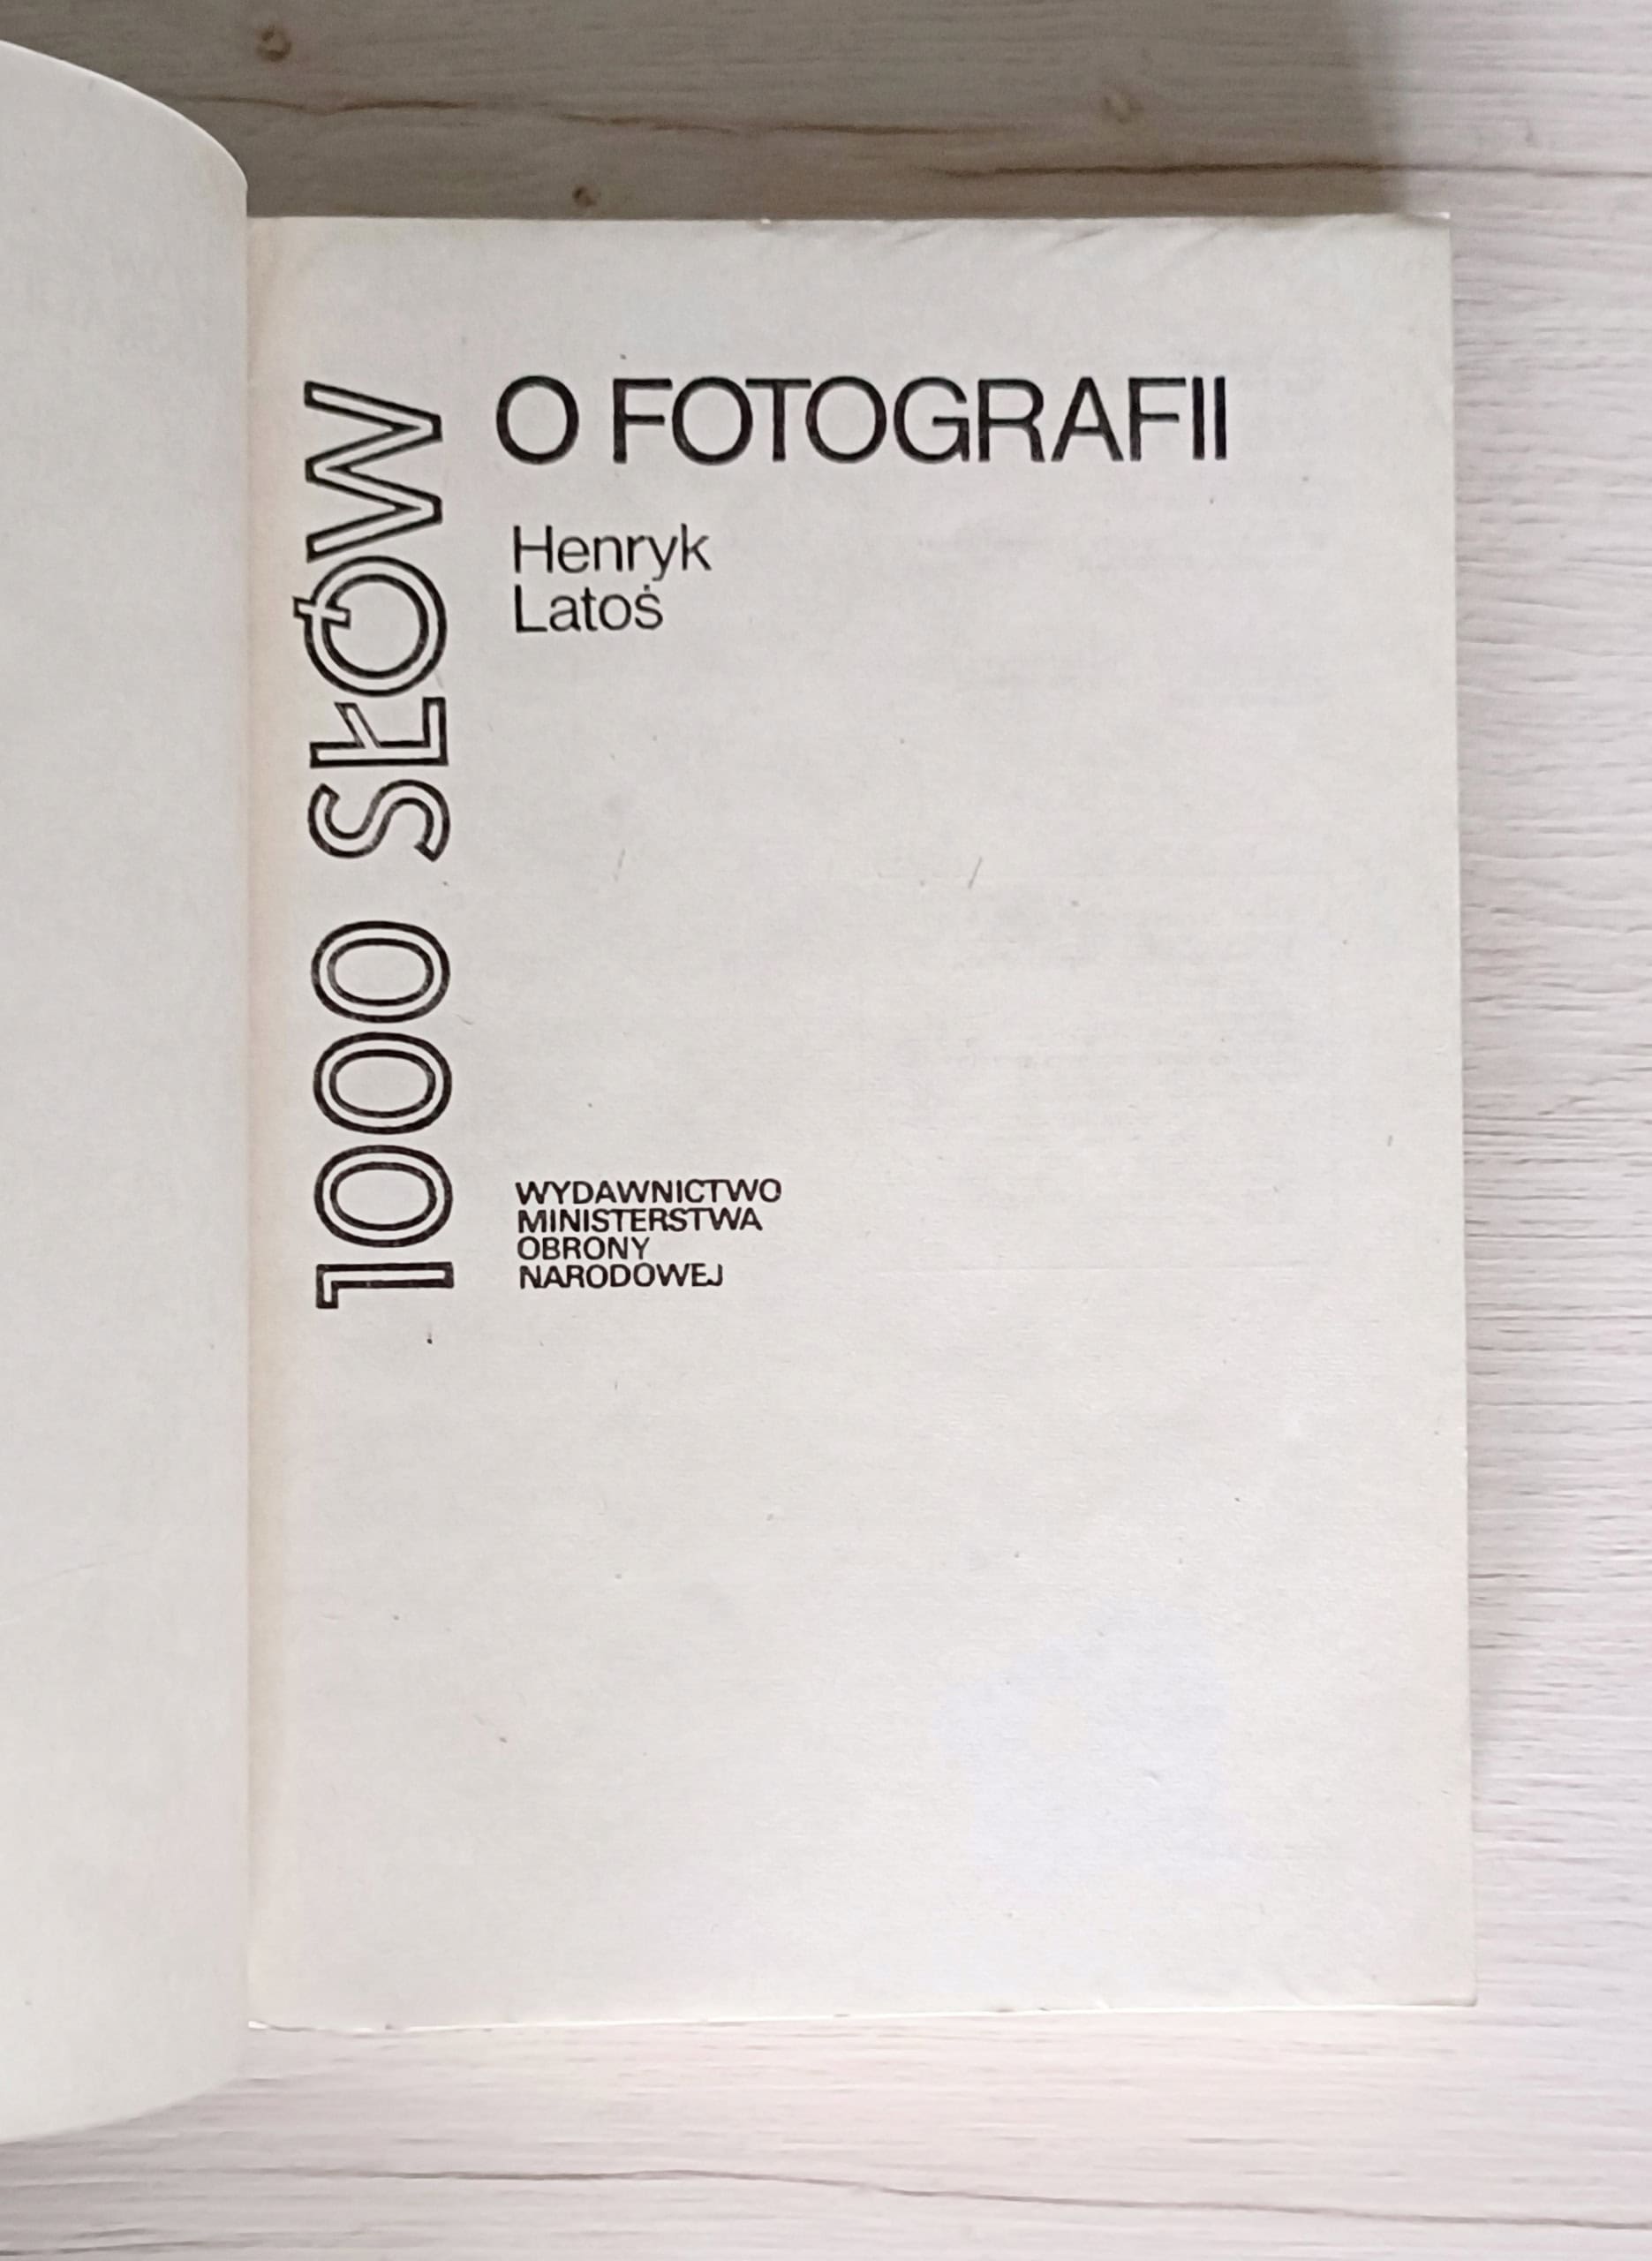 1000 SŁÓW
O FOTOGRAFII
Henryk
Latoś
WYDAWNICTWO
MINISTERSTWA
OBRONY
NARODOWEJ